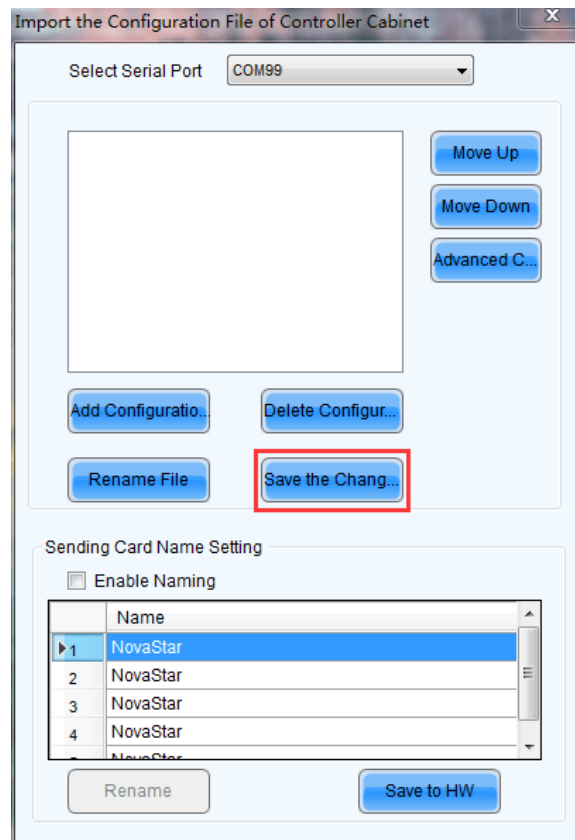 Import the Configuration File of Controller Cabinet
X
Select Serial Port COM99
Move Up
Move Down
Advanced C...
Add Configuratio...
Delete Configur...
Rename File
Save the Chang...
Sending Card Name Setting
Enable Naming
Name
1 NovaStar
2 NovaStar
3 NovaStar
4 NovaStar
NovaStar
Rename
Save to HW